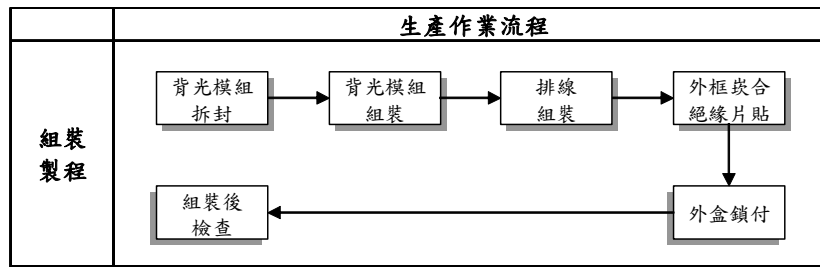 生產作業流程
組裝
製程
背光模組
拆封
背光模組
組裝
排線
組裝
外框崁合
絕緣片貼
外盒鎖付
組裝後
檢查